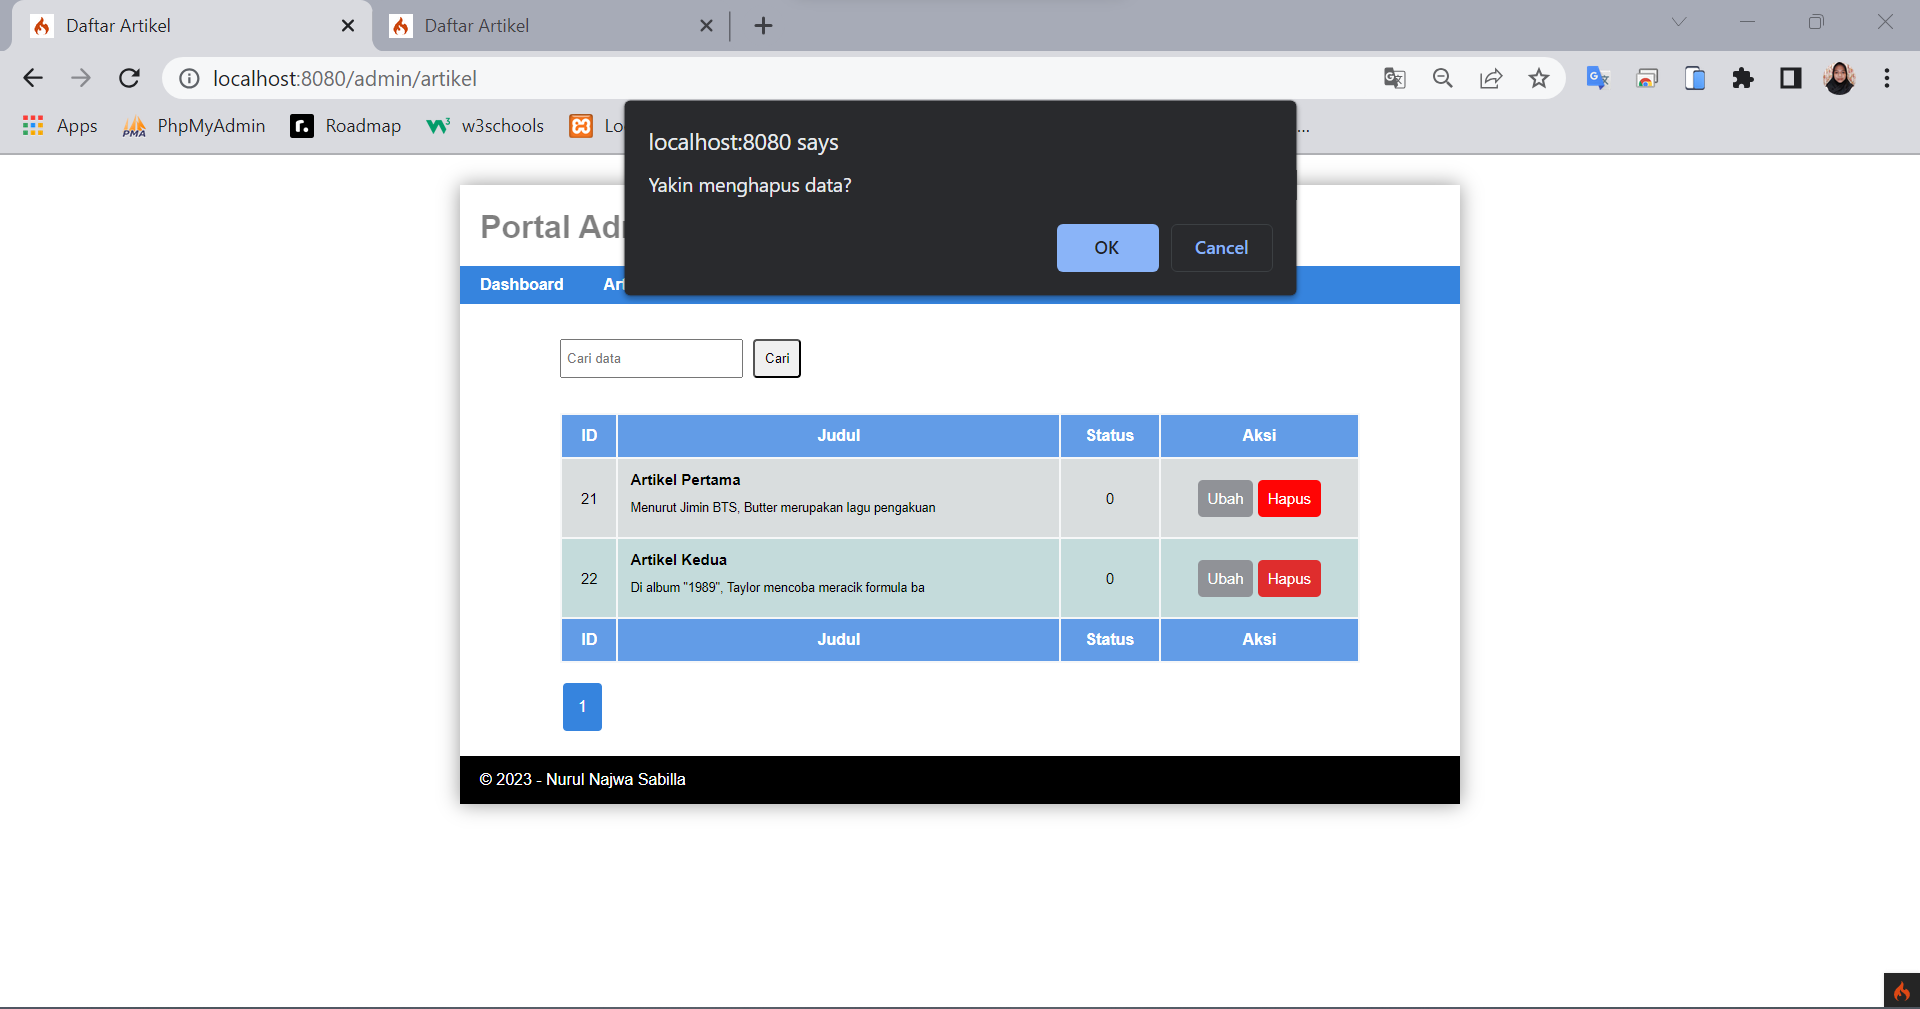 Daftar Artikel
Daftar Artikel
localhost:8080/admin/artikel
Apps
PhpMyAdmin
Roadmap
w3schools
localhost:8080 says
Yakin menghapus data?
OK
Cancel
Portal
Dashboard
Cari data
Cari
ID Judul Status Aksi
21 Artikel Pertama 0 Ubah Hapus
Menurut Jimin BTS, Butter merupakan lagu pengakuan
22 Artikel Kedua 0 Ubah Hapus
Di album "1989", Taylor mencoba meracik formula ba
ID Judul Status Aksi
1
© 2023 - Nurul Najwa Sabilla